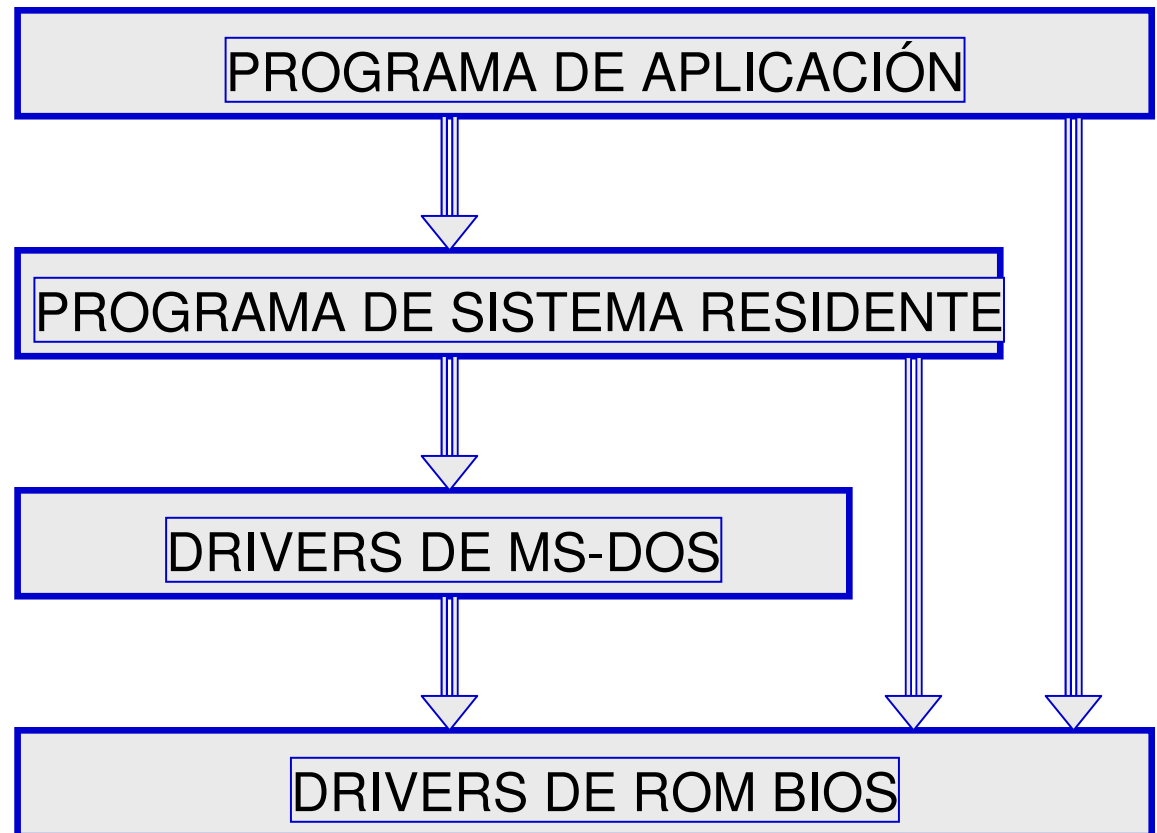 PROGRAMA DE APLICACIÓN
PROGRAMA DE SISTEMA RESIDENTE
DRIVERS DE MS-DOS
DRIVERS DE ROM BIOS